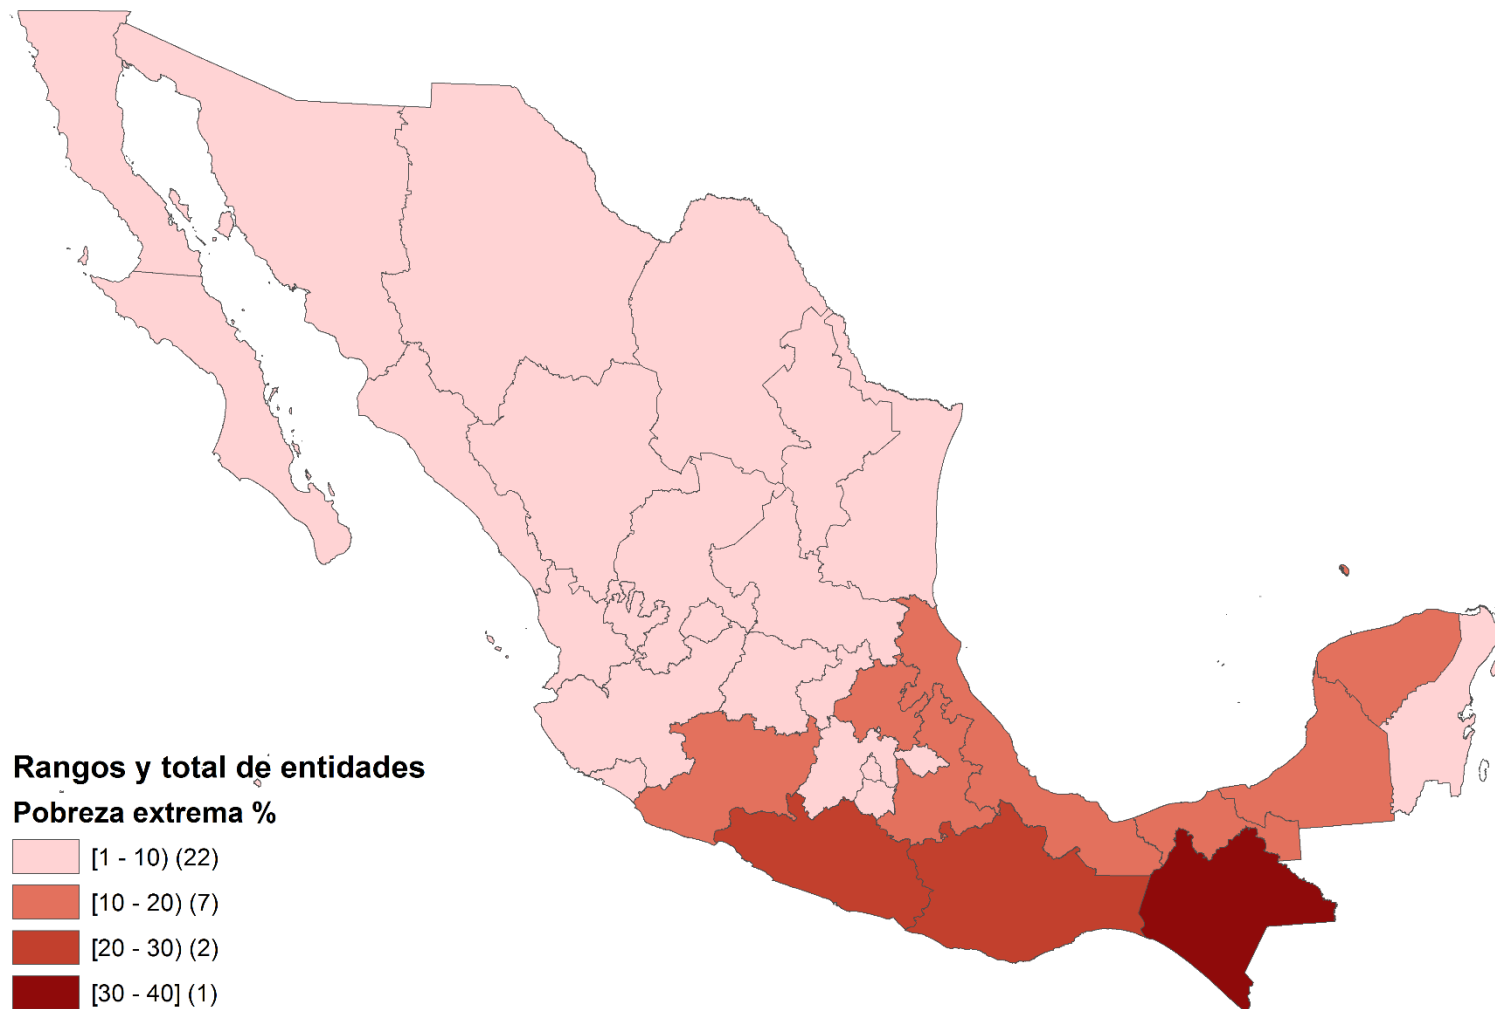 Rangos y total de entidades
Pobreza extrema %
[1 - 10) (22)
[10 - 20) (7)
[20 - 30) (2)
[30 - 40] (1)